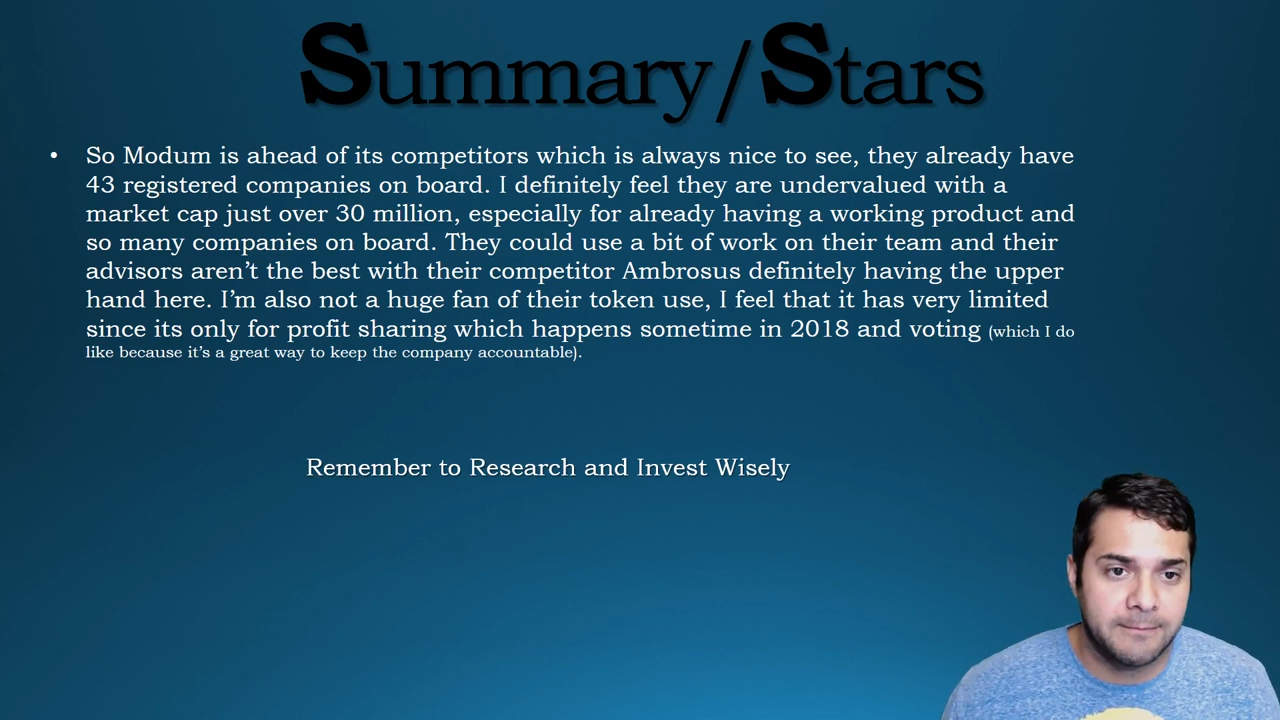 Summary/Stars
• So Modum is ahead of its competitors which is always nice to see, they already have
43 registered companies on board. I definitely feel they are undervalued with a
market cap just over 30 million, especially for already having a working product and
so many companies on board. They could use a bit of work on their team and their
advisors aren’t the best with their competitor Ambrosus definitely having the upper
hand here. I’m also not a huge fan of their token use, I feel that it has very limited
since its only for profit sharing which happens sometime in 2018 and voting (which I do
like because it’s a great way to keep the company accountable).
Remember to Research and Invest Wisely